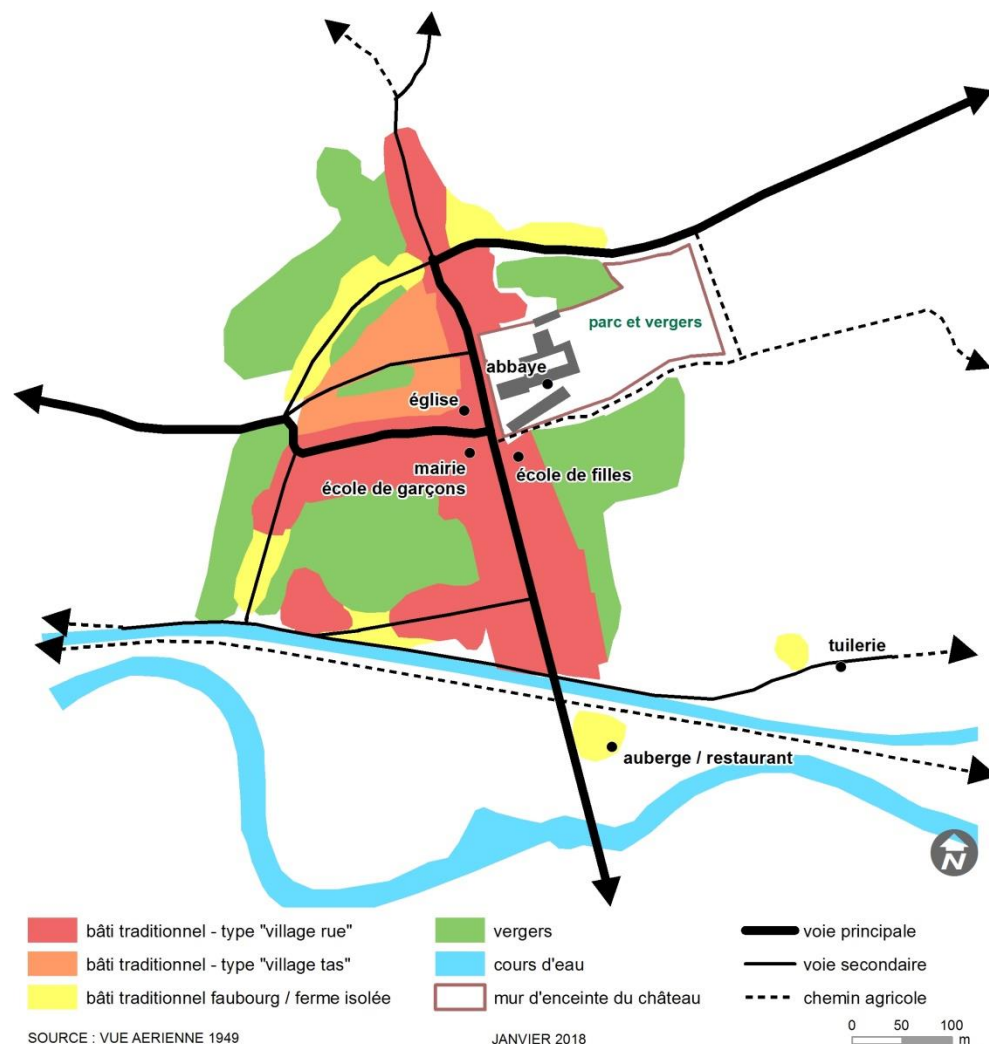 parc et vergers
abbaye
église
mairie
école de garçons
école de filles
tuilerie
auberge / restaurant
N
bâti traditionnel - type "village rue"
bâti traditionnel - type "village tas"
bâti traditionnel faubourg / ferme isolée
vergers
cours d'eau
mur d'enceinte du château
voie principale
voie secondaire
chemin agricole
SOURCE : VUE AERIENNE 1949
JANVIER 2018
0 50 100
m